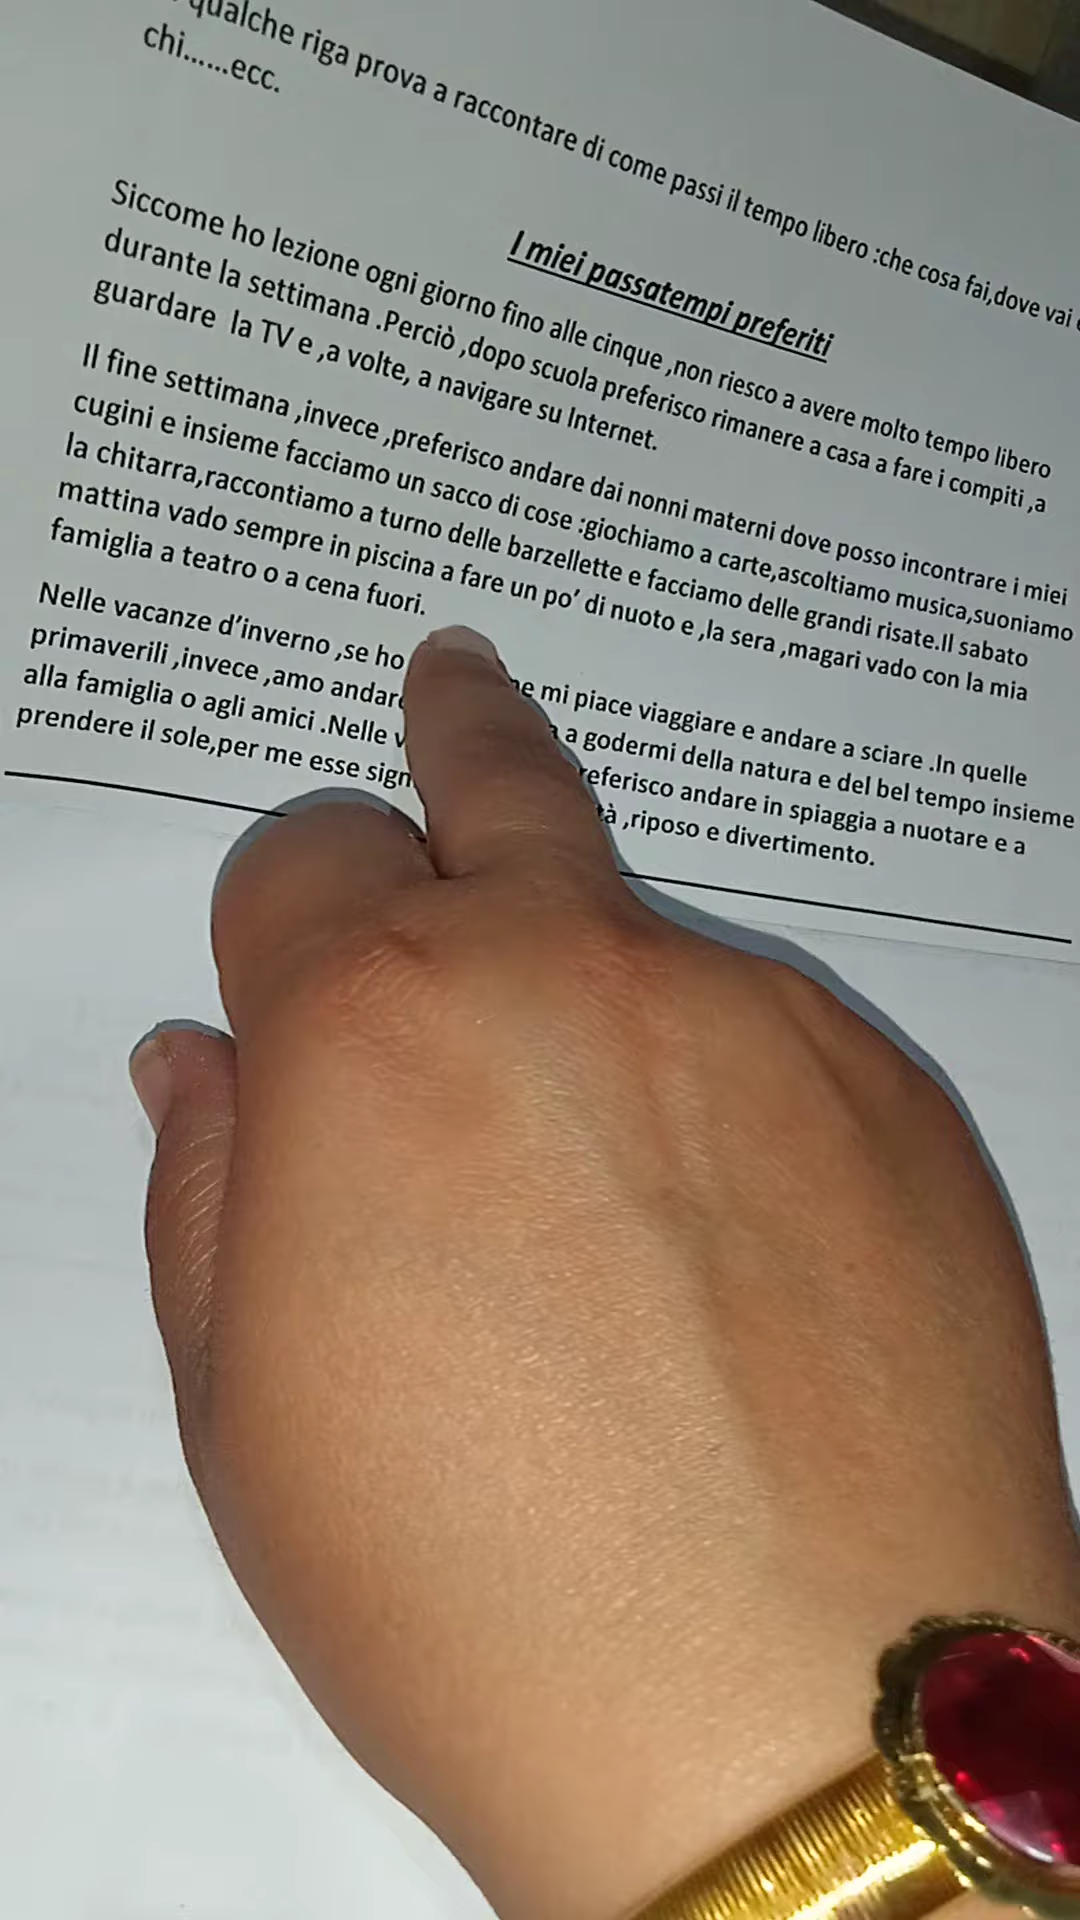 qualche riga prova a raccontare di come passi il tempo libero :che cosa fai,dove vai
chi......ecc.
I miei passatempi preferiti
Siccome ho lezione ogni giorno fino alle cinque ,non riesco a avere molto tempo libero
durante la settimana .Perciò ,dopo scuola preferisco rimanere a casa a fare i compiti ,a
guardare la TV e ,a volte, a navigare su Internet.
Il fine settimana ,invece ,preferisco andare dai nonni materni dove posso incontrare i miei
cugini e insieme facciamo un sacco di cose :giochiamo a carte,ascoltiamo musica,suoniamo
la chitarra,raccontiamo a turno delle barzellette e facciamo delle grandi risate.Il sabato
mattina vado sempre in piscina a fare un po’ di nuoto e ,la sera ,magari vado con la mia
famiglia a teatro o a cena fuori.
Nelle vacanze d’inverno ,se ho mi piace viaggiare e andare a sciare .In quelle
primaverili ,invece ,amo a godermi della natura e del bel tempo insieme
alla famiglia o agli amici .Nelle andare in spiaggia a nuotare e a
prendere il sole,per me esse ,riposo e divertimento.